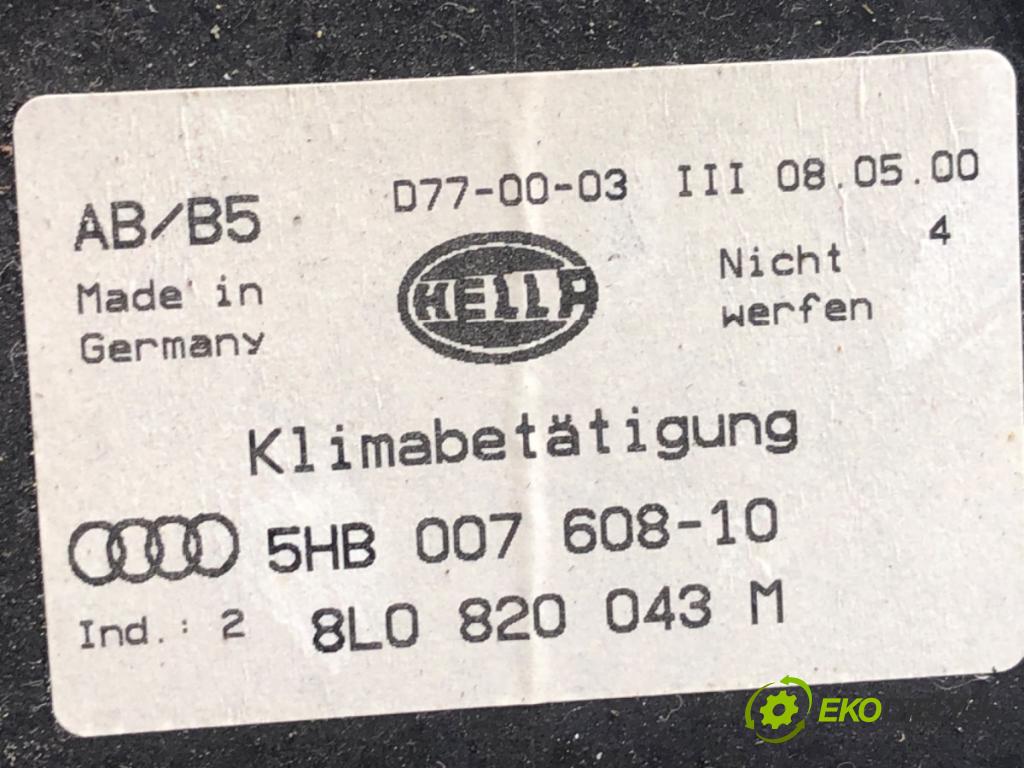 D77-00-03 III 08.05.00
AB/B5
4
HELLA
Nicht
werfen
Made in
Germany
Klimabetätigung
5HB 007 608-10
Ind.: 2 8L0 820 043 M
EKO